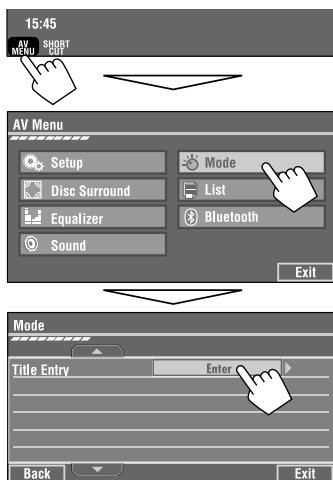 15:45
AV MENU SHORT CUT
AV Menu
Setup Mode
Disc Surround List
Equalizer Bluetooth
Sound
Exit
Mode
Title Entry Enter
Back Exit